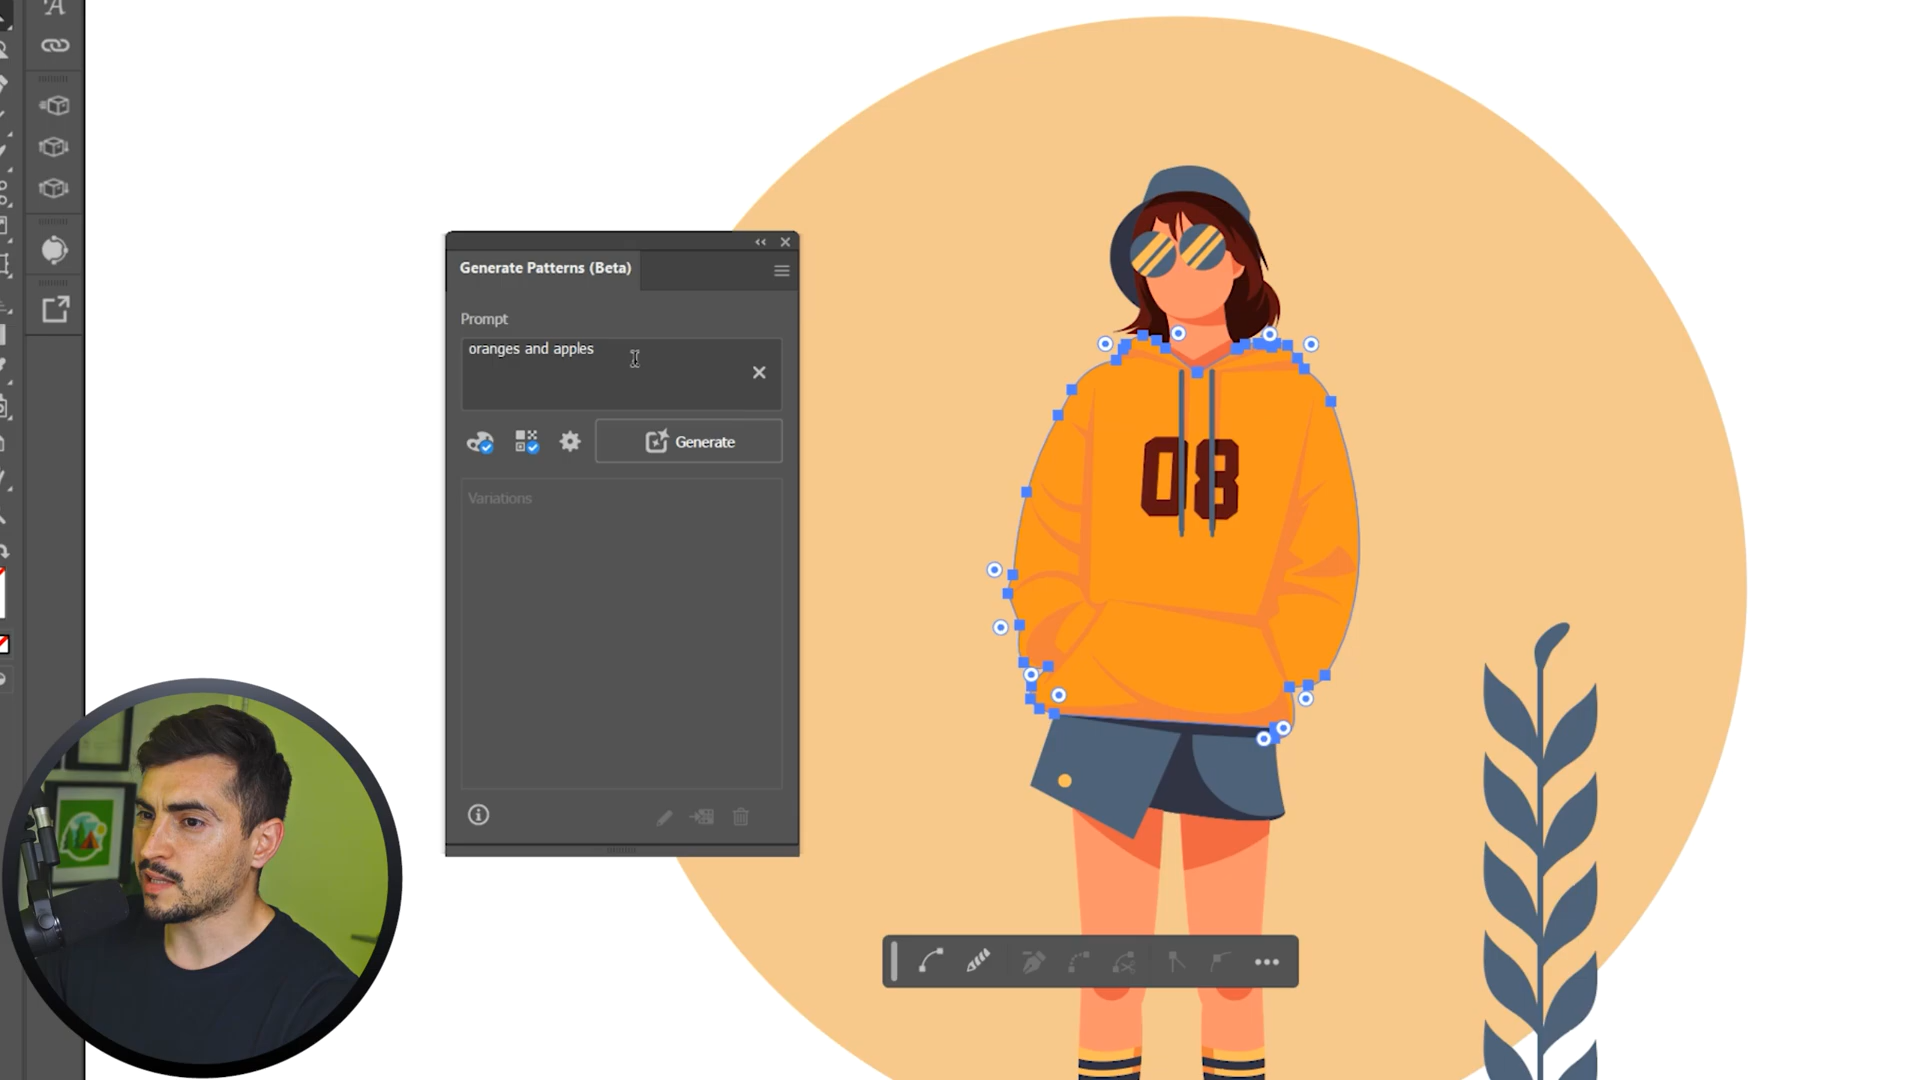 Generate Patterns (Beta)
Prompt
oranges and apples
Generate
Variations
08